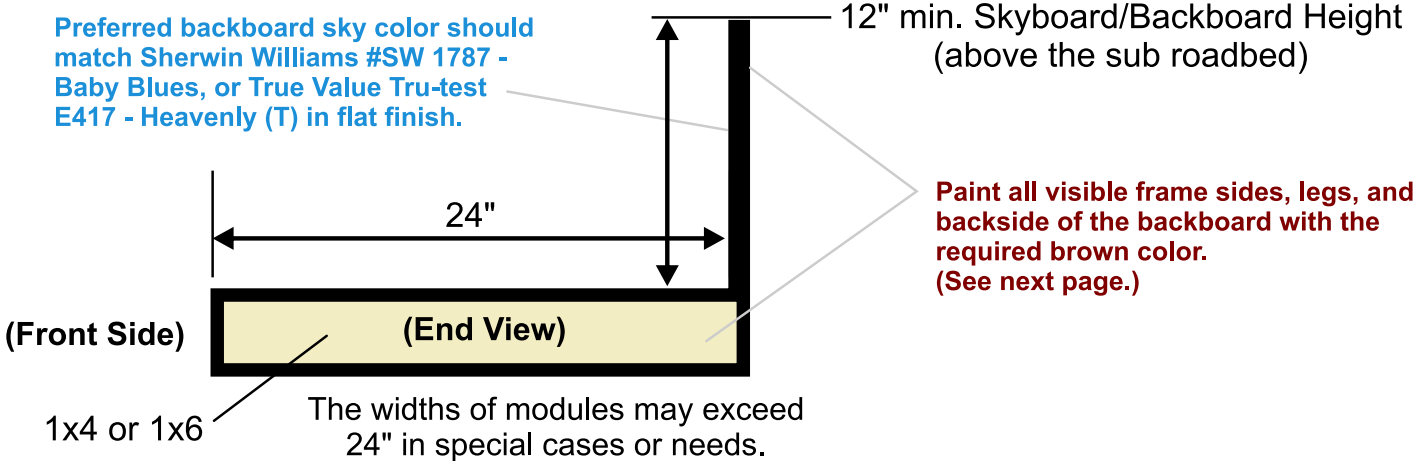 Preferred backboard sky color should
match Sherwin Williams #SW 1787 -
Baby Blues, or True Value Tru-test
E417 - Heavenly (T) in flat finish.
12" min. Skyboard/Backboard Height
(above the sub roadbed)
24"
Paint all visible frame sides, legs, and
backside of the backboard with the
required brown color.
(See next page.)
(Front Side)
(End View)
1x4 or 1x6
The widths of modules may exceed
24" in special cases or needs.